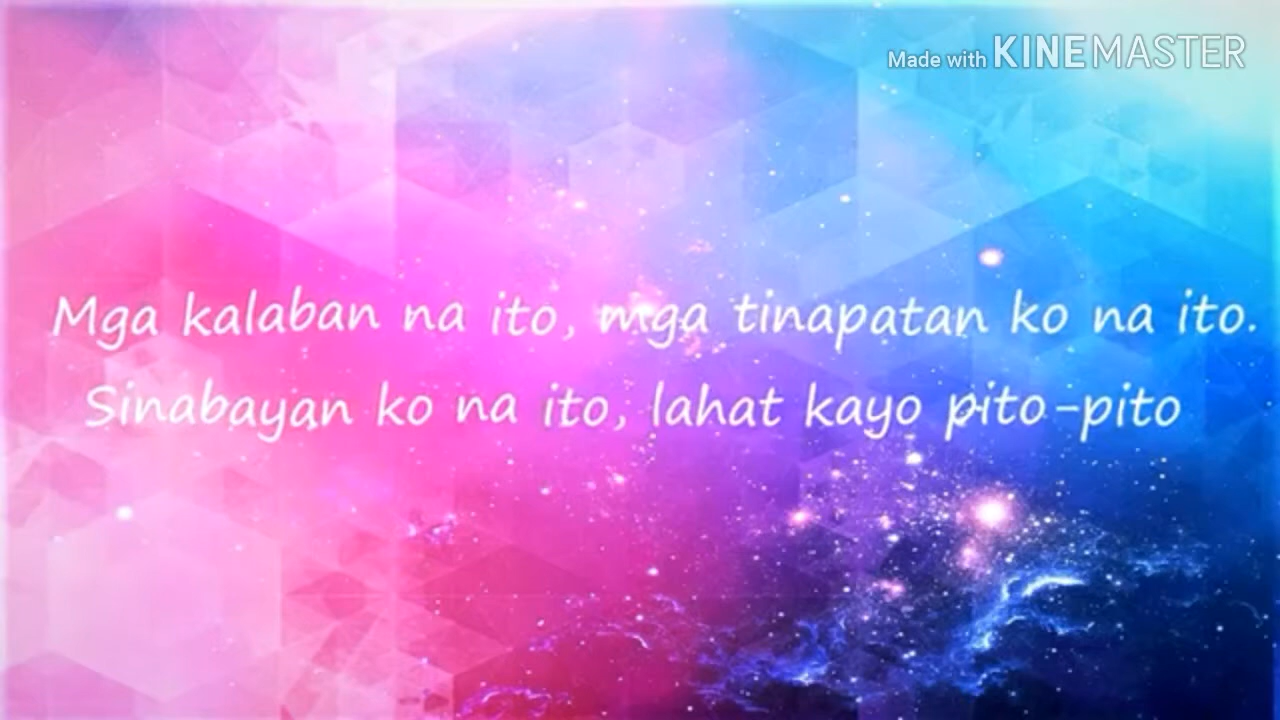 Made with KINEMASTER
Mga kalaban na ito, mga tinapatan ko na ito.
Sinabayan ko na ito, lahat kayo pito-pito